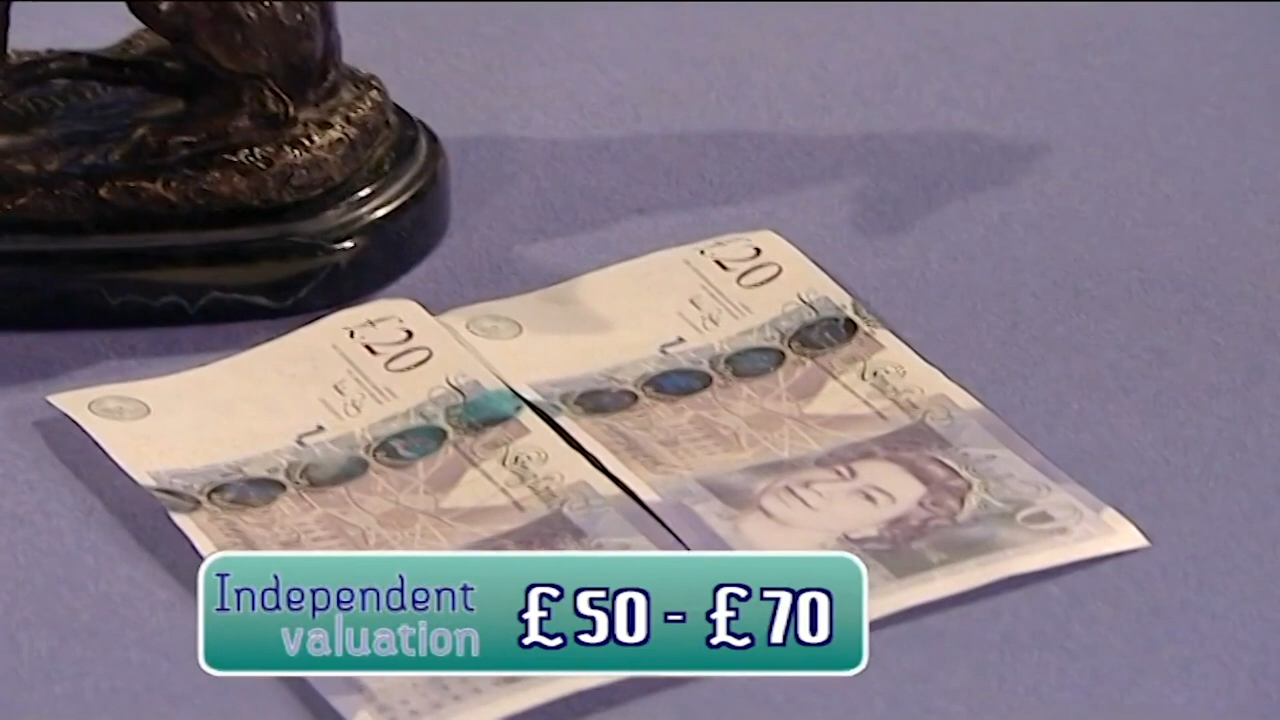 £20
£20
Independent
valuation
£50 - £70